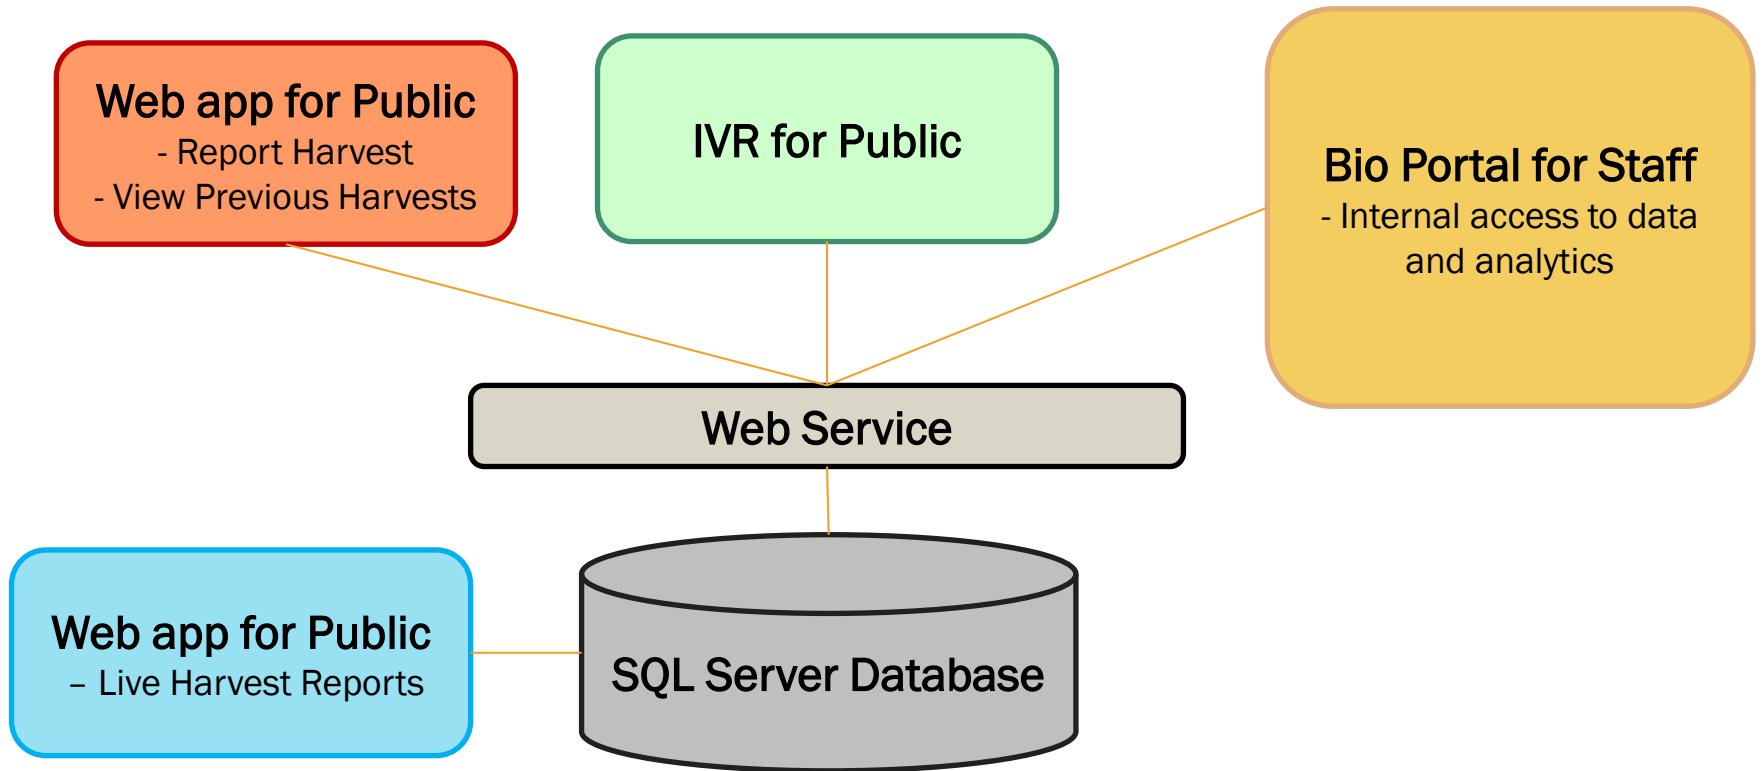 Web app for Public
- Report Harvest
- View Previous Harvests
IVR for Public
Bio Portal for Staff
- Internal access to data
and analytics
Web Service
Web app for Public
– Live Harvest Reports
SQL Server Database